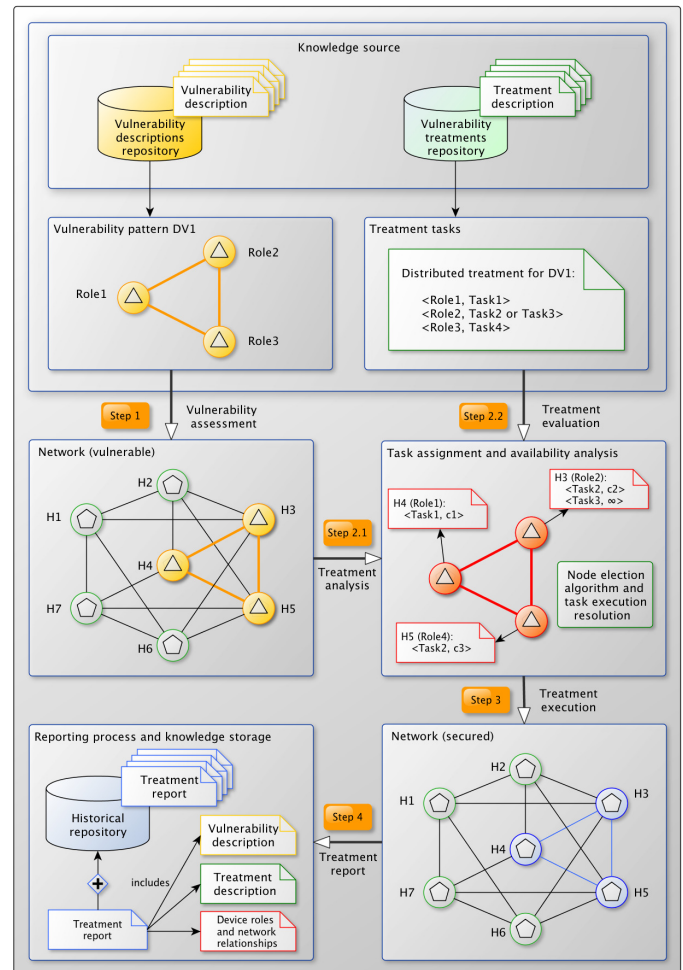 Knowledge source
Vulnerability
description
Vulnerability
descriptions
repository
Treatment
description
Vulnerability
treatments
repository
Vulnerability pattern DV1
Role2
Role1
Role3
Treatment tasks
Distributed treatment for DV1:
<Role1, Task1>
<Role2, Task2 or Task3>
<Role3, Task4>
Step 1
Vulnerability
assessment
Step 2.2
Treatment
evaluation
Network (vulnerable)
H2
H1
H3
H4
H7
H5
H6
Step 2.1
Treatment
analysis
Task assignment and availability analysis
H3 (Role2):
<Task2, c2>
<Task3, ∞>
H4 (Role1):
<Task1, c1>
Node election
algorithm and
task execution
resolution
H5 (Role4):
<Task2, c3>
Step 3
Treatment
execution
Reporting process and knowledge storage
Treatment
report
Historical
repository
Vulnerability
description
includes
Treatment
description
Treatment
report
Device roles
and network
relationships
Step 4
Treatment
report
Network (secured)
H2
H1
H3
H4
H7
H5
H6